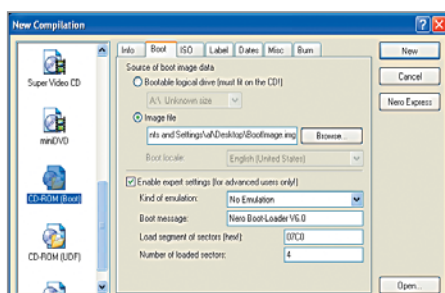 New Compilation
Info Boot ISO Label Dates Misc Burn
Source of boot image data
Bootable logical drive (must fit on the CD!)
A:\ Unknown size
Image file
nts and Settings\al\Desktop\BootImage.img
Browse...
Boot locale:
English (United States)
Enable expert settings (for advanced users only!)
Kind of emulation:
No Emulation
Boot message:
Nero Boot-Loader V6.0
Load segment of sectors (hex!):
07C0
Number of loaded sectors:
4
Super Video CD
miniDVD
CD-ROM (Boot)
CD-ROM (UDF)
New
Cancel
Nero Express
Open...